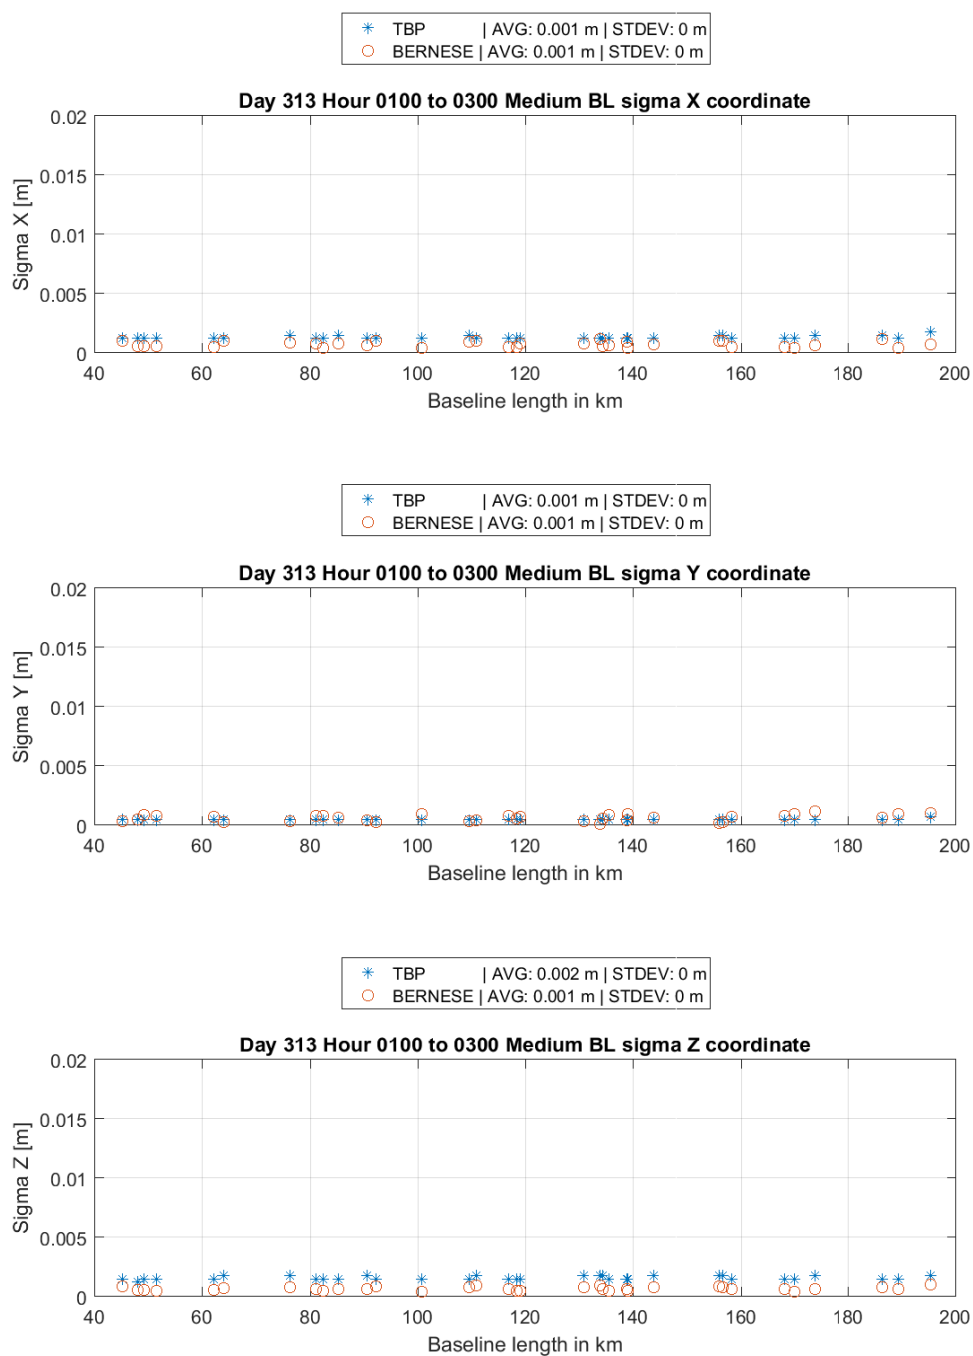 TBP | AVG: 0.001 m | STDEV: 0 m
BERNESE | AVG: 0.001 m | STDEV: 0 m
Day 313 Hour 0100 to 0300 Medium BL sigma X coordinate
0.02
0.015
0.01
0.005
0
Sigma X [m]
40 60 80 100 120 140 160 180 200
Baseline length in km
TBP | AVG: 0.001 m | STDEV: 0 m
BERNESE | AVG: 0.001 m | STDEV: 0 m
Day 313 Hour 0100 to 0300 Medium BL sigma Y coordinate
0.02
0.015
0.01
0.005
0
Sigma Y [m]
40 60 80 100 120 140 160 180 200
Baseline length in km
TBP | AVG: 0.002 m | STDEV: 0 m
BERNESE | AVG: 0.001 m | STDEV: 0 m
Day 313 Hour 0100 to 0300 Medium BL sigma Z coordinate
0.02
0.015
0.01
0.005
0
Sigma Z [m]
40 60 80 100 120 140 160 180 200
Baseline length in km